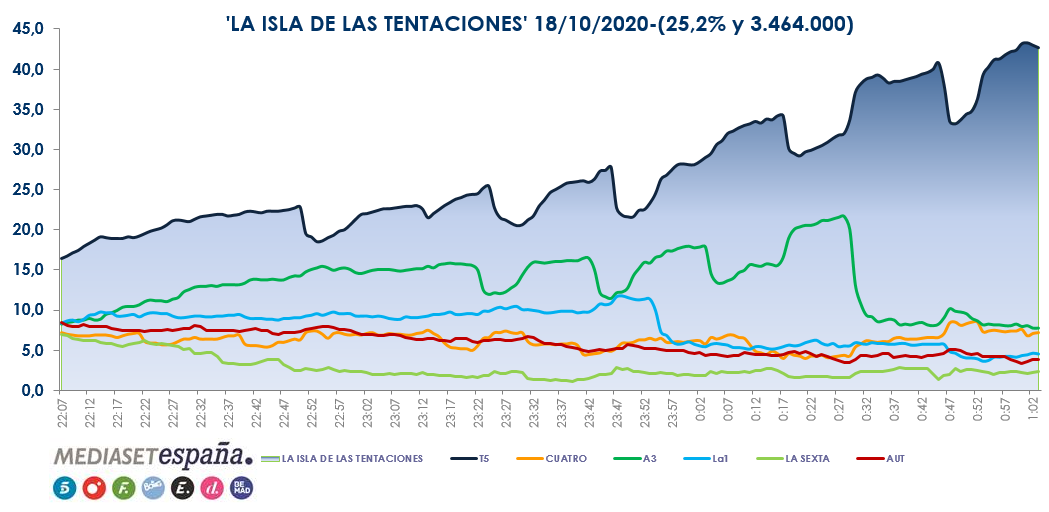 'LA ISLA DE LAS TENTACIONES' 18/10/2020-(25,2% y 3.464.000)
45,0
40,0
35,0
30,0
25,0
20,0
15,0
10,0
5,0
0,0
22:07 22:12 22:17 22:22 22:27 22:32 22:37 22:42 22:47 22:52 22:57 23:02 23:07 23:12 23:17 23:22 23:27 23:32 23:37 23:42 23:47 23:52 23:57 0:02 0:07 0:12 0:17 0:22 0:27 0:32 0:37 0:42 0:47 0:52 0:57 1:02
MEDIASETespaña.
LA ISLA DE LAS TENTACIONES T5 CUATRO A3 La1 LA SEXTA AUT
5 F. Boing E. d. DE MAD